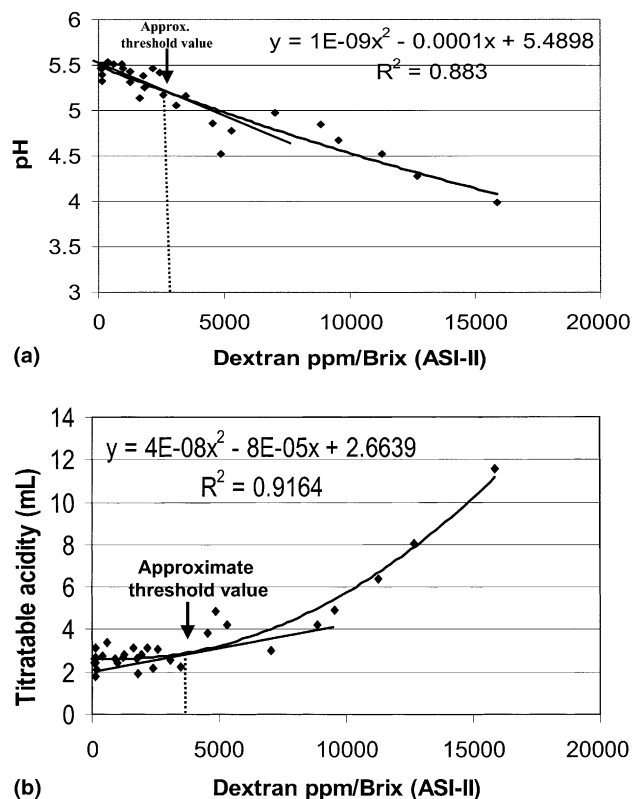 Approx.
threshold value
y = 1E-09x² - 0.0001x + 5.4898
R² = 0.883
6
5.5
5
4.5
4
3.5
3
pH
0 5000 10000 15000 20000
(a) Dextran ppm/Brix (ASI-II)
14
12
10
8
6
4
2
0
Titratable acidity (mL)
y = 4E-08x² - 8E-05x + 2.6639
R² = 0.9164
Approximate
threshold value
0 5000 10000 15000 20000
(b) Dextran ppm/Brix (ASI-II)